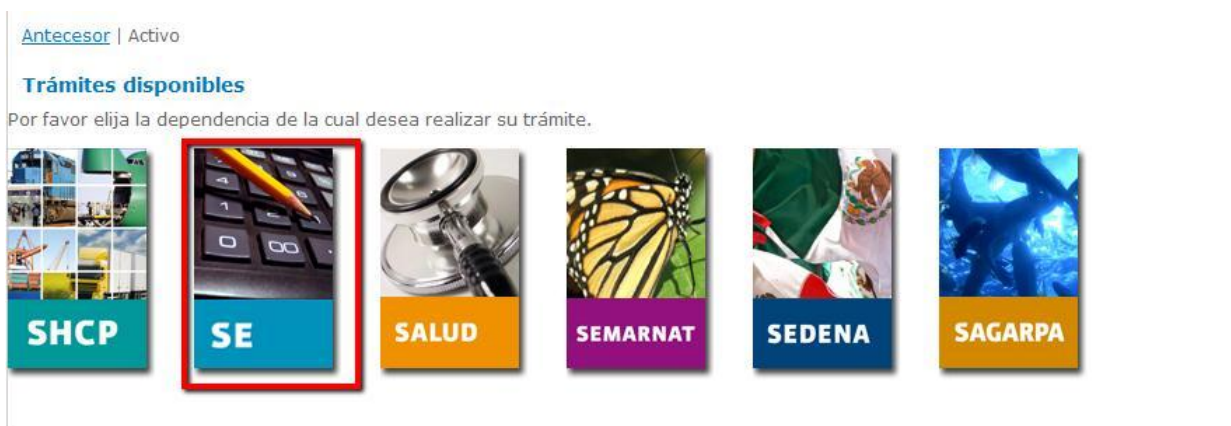 Antecesor | Activo
Trámites disponibles
Por favor elija la dependencia de la cual desea realizar su trámite.
SHCP
SE
SALUD
SEMARNAT
SEDENA
SAGARPA